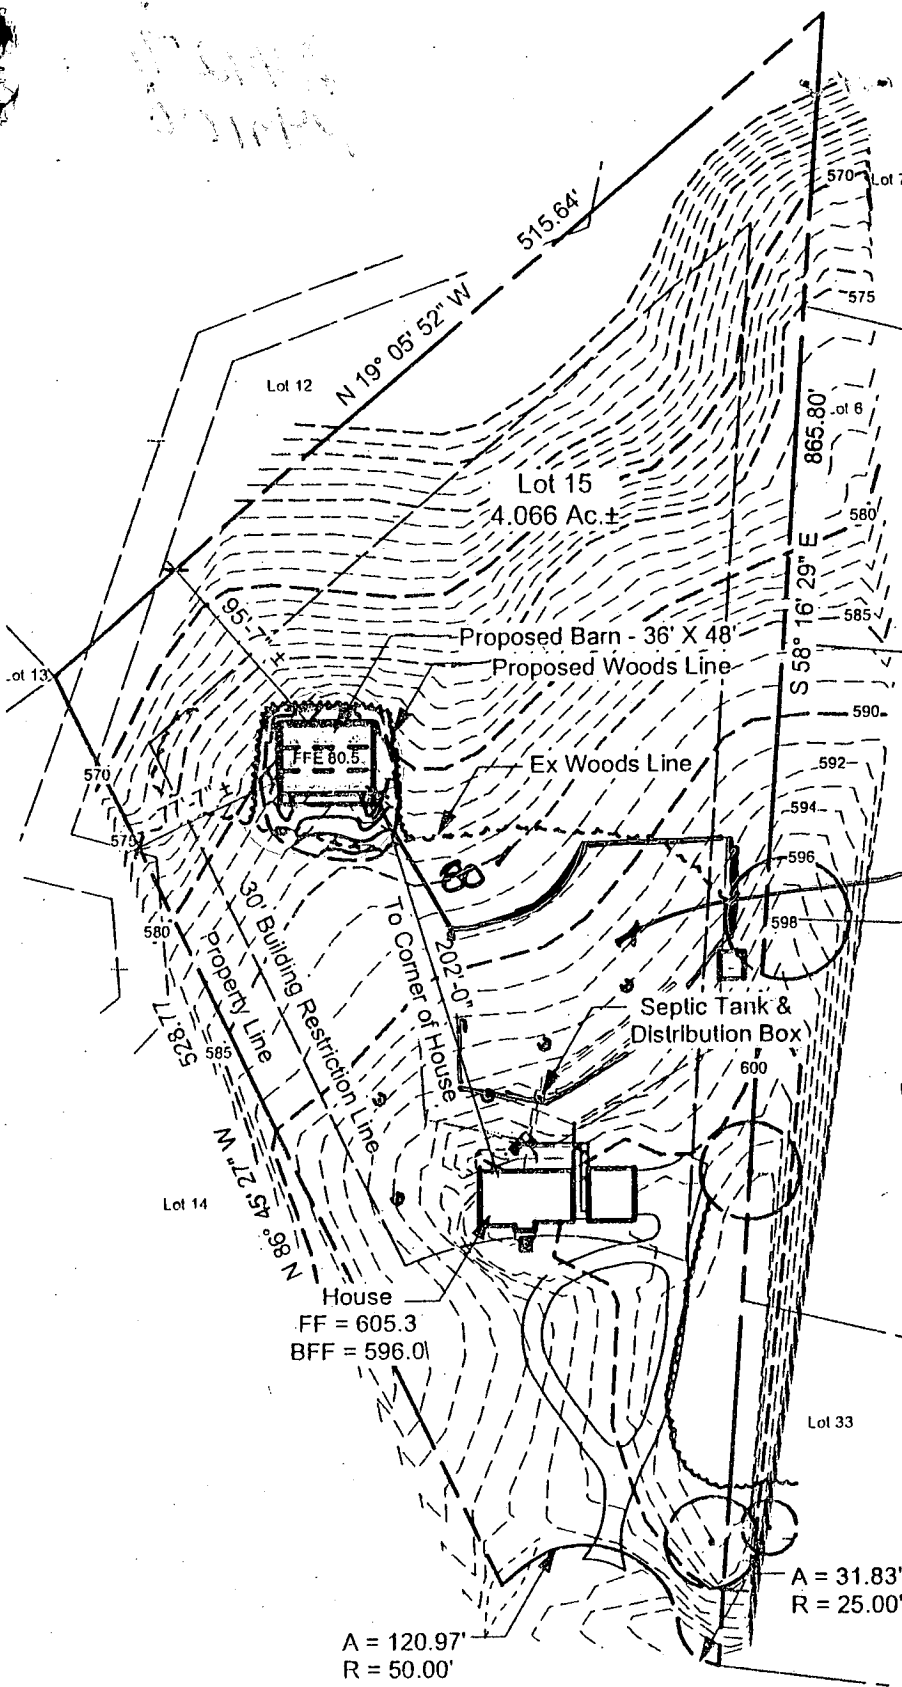 570
Lot 7
515.64'
575
N 19° 05' 52" W
Lot 12
865.80'
Lot 6
Lot 15
4.066 Ac.±
580
S 58° 16' 29" E
585
95'-7" ±
Proposed Barn - 36' X 48'
Proposed Woods Line
Lot 13
590
FFE 80.5
Ex Woods Line
592
570
594
575
596
598
580
30' Building Restriction Line
Property Line
To Corner of House
202'-0"
528.77
585
Septic Tank &
Distribution Box
600
N 86° 45' 27" W
Lot 14
House
FF = 605.3
BFF = 596.0
Lot 33
A = 31.83'
R = 25.00'
A = 120.97'
R = 50.00'